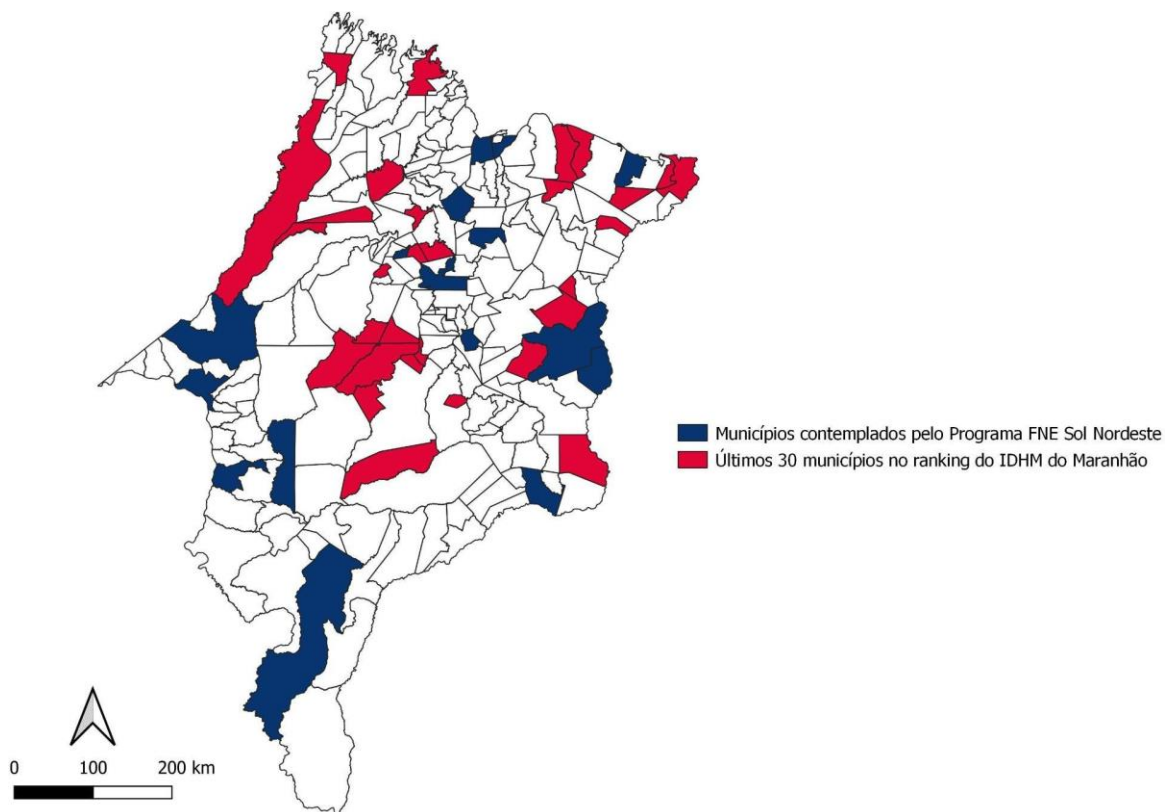 Municípios contemplados pelo Programa FNE Sol Nordeste
Últimos 30 municípios no ranking do IDHM do Maranhão
0 100 200 km